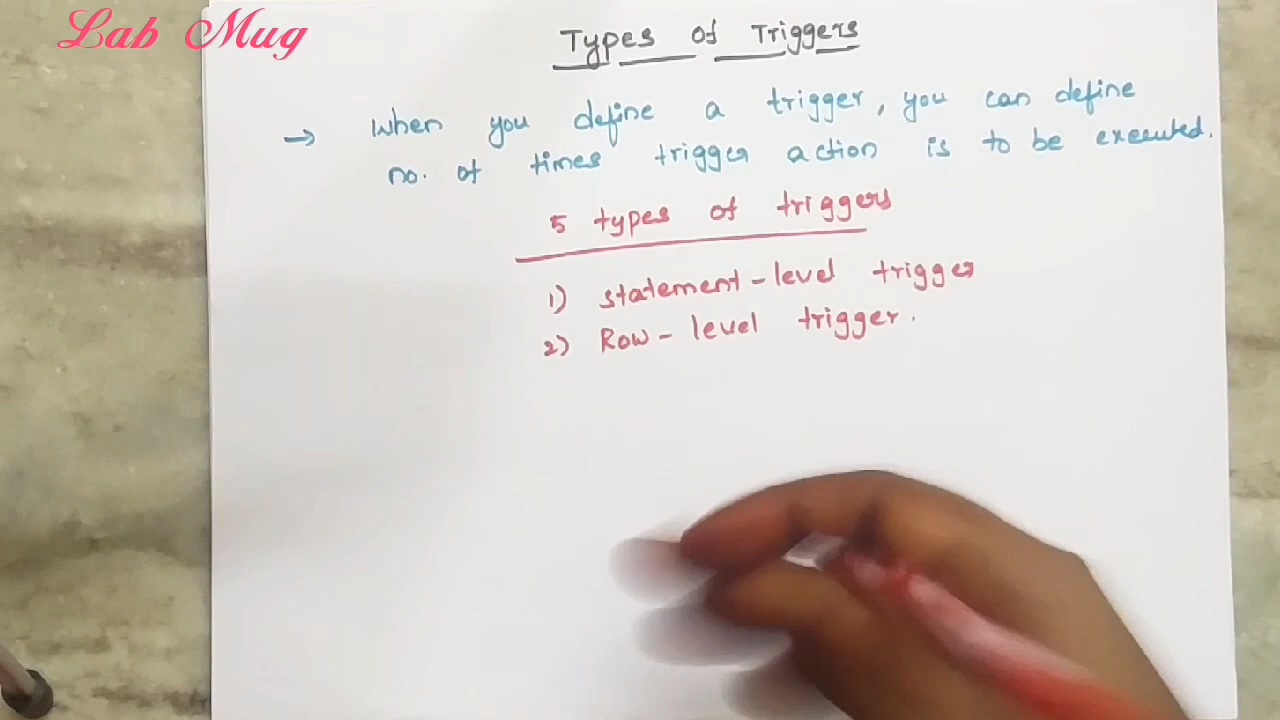 Lab Mug
Types of Triggers
→ When you define a trigger, you can define
no. of times trigger action is to be executed.
5 types of triggers
1) statement-level trigger
2) Row-level trigger.